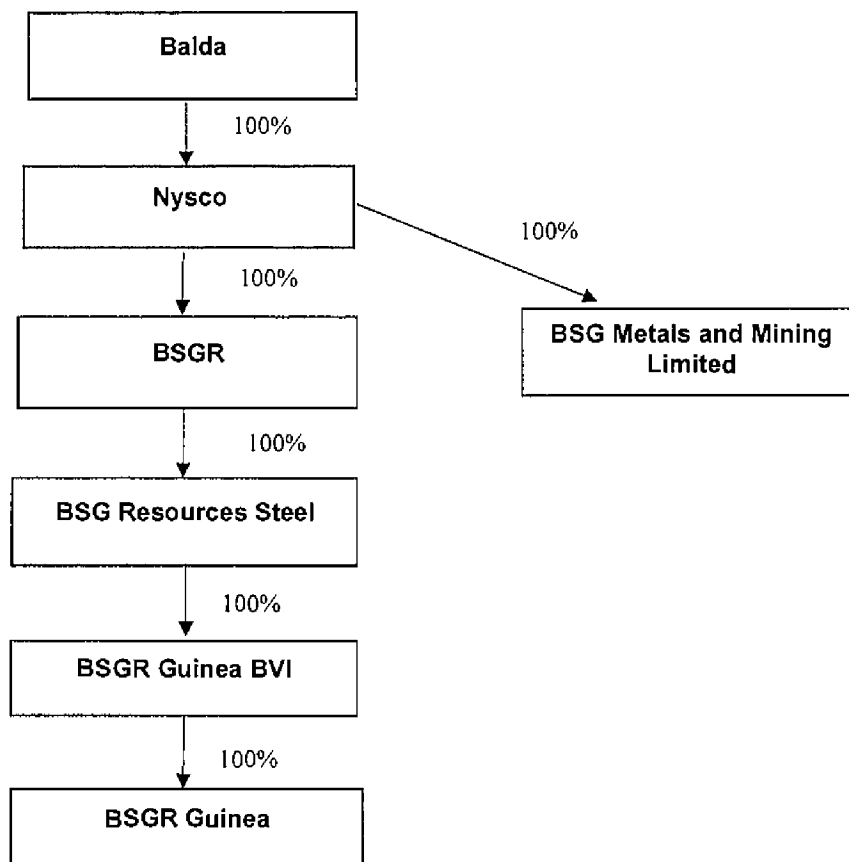 Balda
100%
Nysco
100%
100%
BSGR
BSG Metals and Mining
Limited
100%
BSG Resources Steel
100%
BSGR Guinea BVI
100%
BSGR Guinea